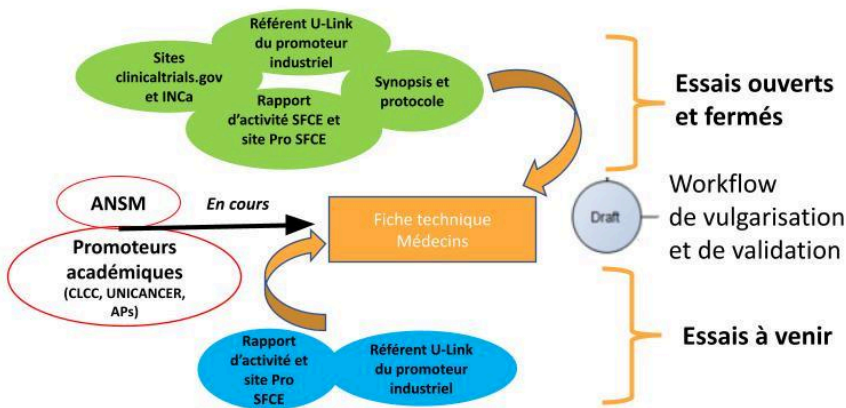 Référent U-Link
du promoteur
industriel
Sites
clinicaltrials.gov
et INCa
Synopsis et
protocole
Rapport
d'activité SFCE et
site Pro SFCE
Essais ouverts
et fermés
ANSM
En cours
Promoteurs
académiques
(CLCC, UNICANCER,
APs)
Fiche technique
Médecins
Draft
Workflow
de vulgarisation
et de validation
Rapport
d'activité et
site Pro
SFCE
Référent U-Link
du promoteur
industriel
Essais à venir